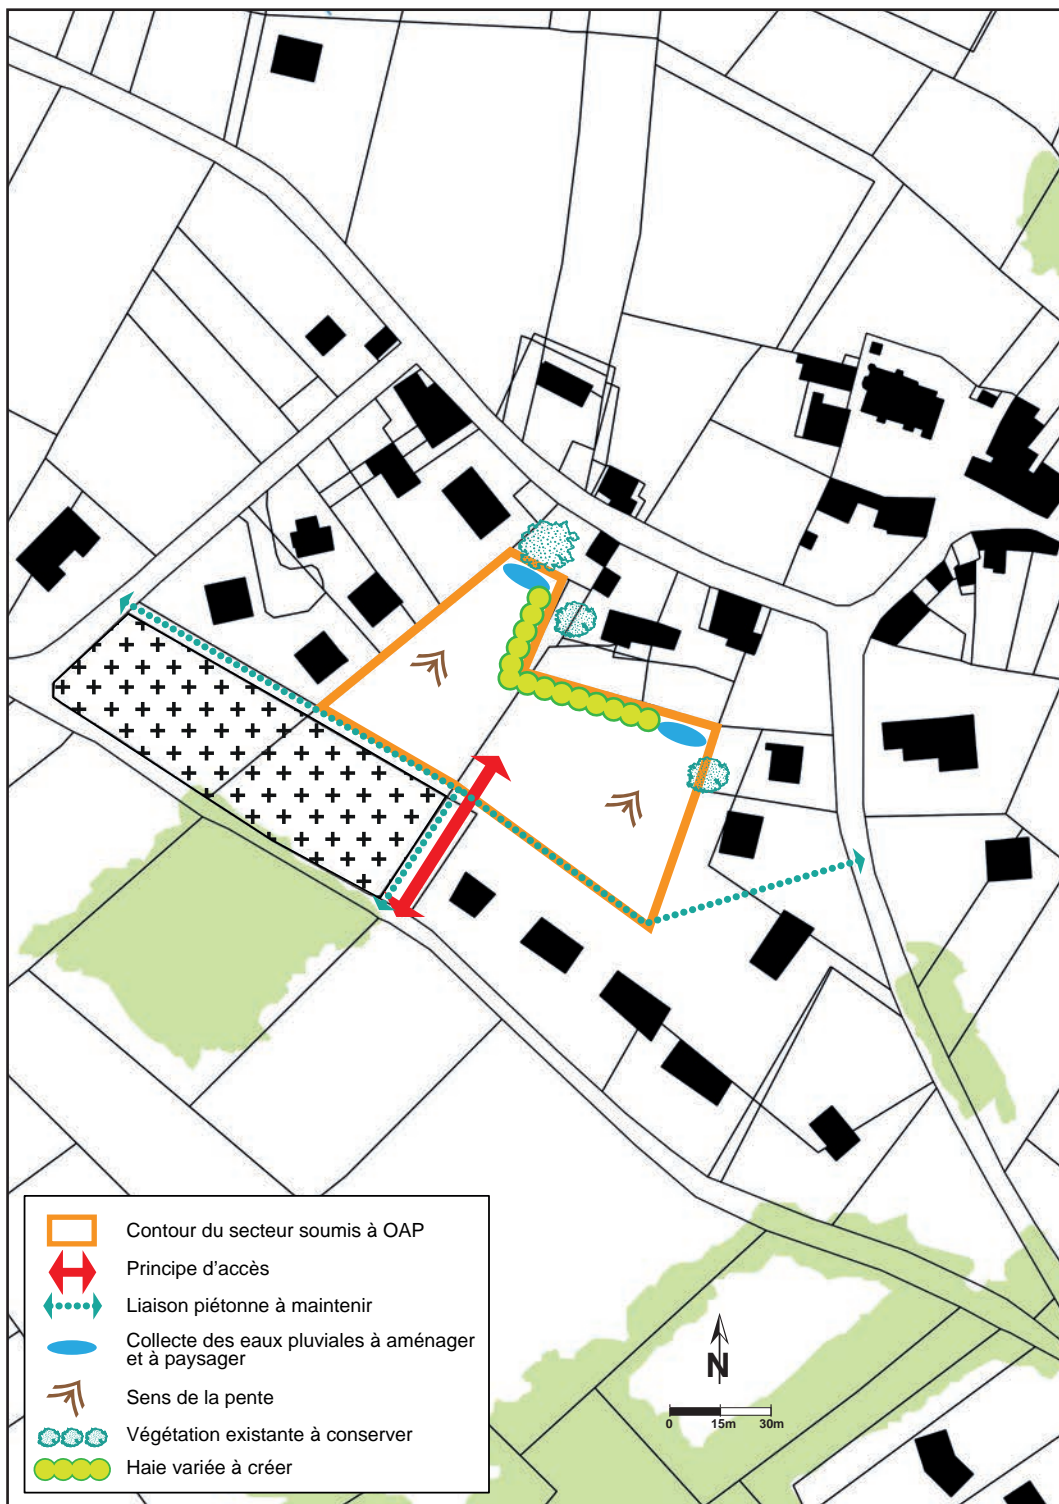 Contour du secteur soumis à OAP
Principe d'accès
Liaison piétonne à maintenir
Collecte des eaux pluviales à aménager
et à paysager
Sens de la pente
Végétation existante à conserver
Haie variée à créer
N
0 15m 30m